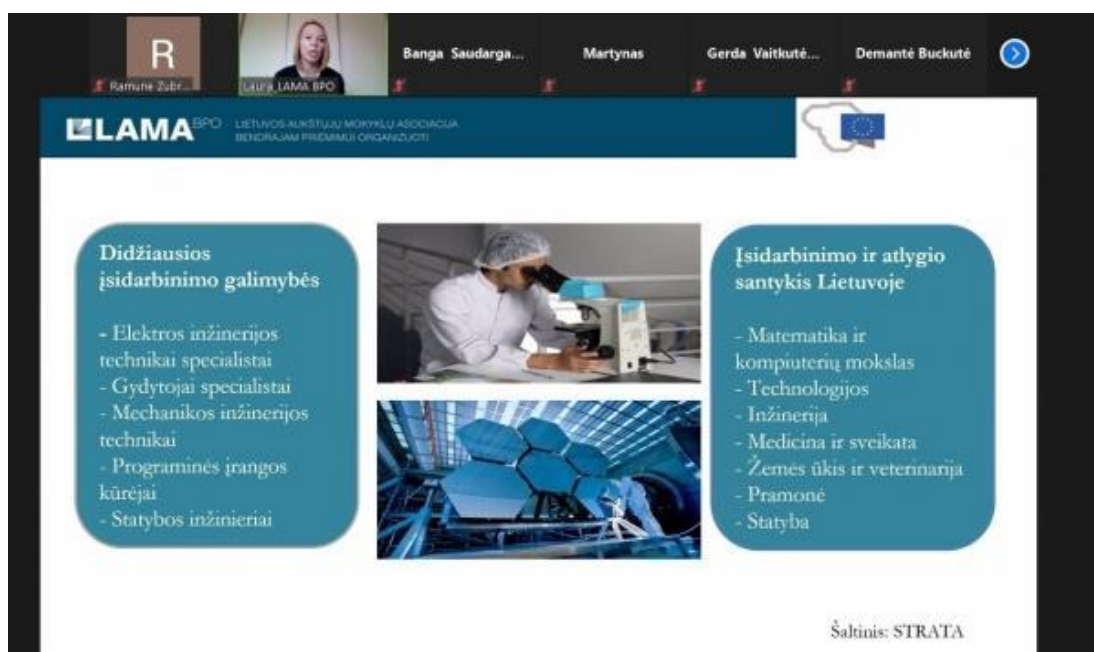 R
Ramune Zubr...
Laura_LAMA BPO
Banga Saudarga...
Martynas
Gerda Vaitkutė...
Demantė Buckutė
LAMA BPO
LIETUVOS AUKŠTŲJŲ MOKYKLŲ ASOCIACIJA
BENDRAJAM PRIĖMIMUI ORGANIZUOTI
Didžiausios
įsidarbinimo galimybės
- Elektros inžinerijos
technikai specialistai
- Gydytojai specialistai
- Mechanikos inžinerijos
technikai
- Programinės įrangos
kūrėjai
- Statybos inžinieriai
Įsidarbinimo ir atlygio
santykis Lietuvoje
- Matematika ir
kompiuterių mokslas
- Technologijos
- Inžinerija
- Medicina ir sveikata
- Žemės ūkis ir veterinarija
- Pramonė
- Statyba
Šaltinis: STRATA